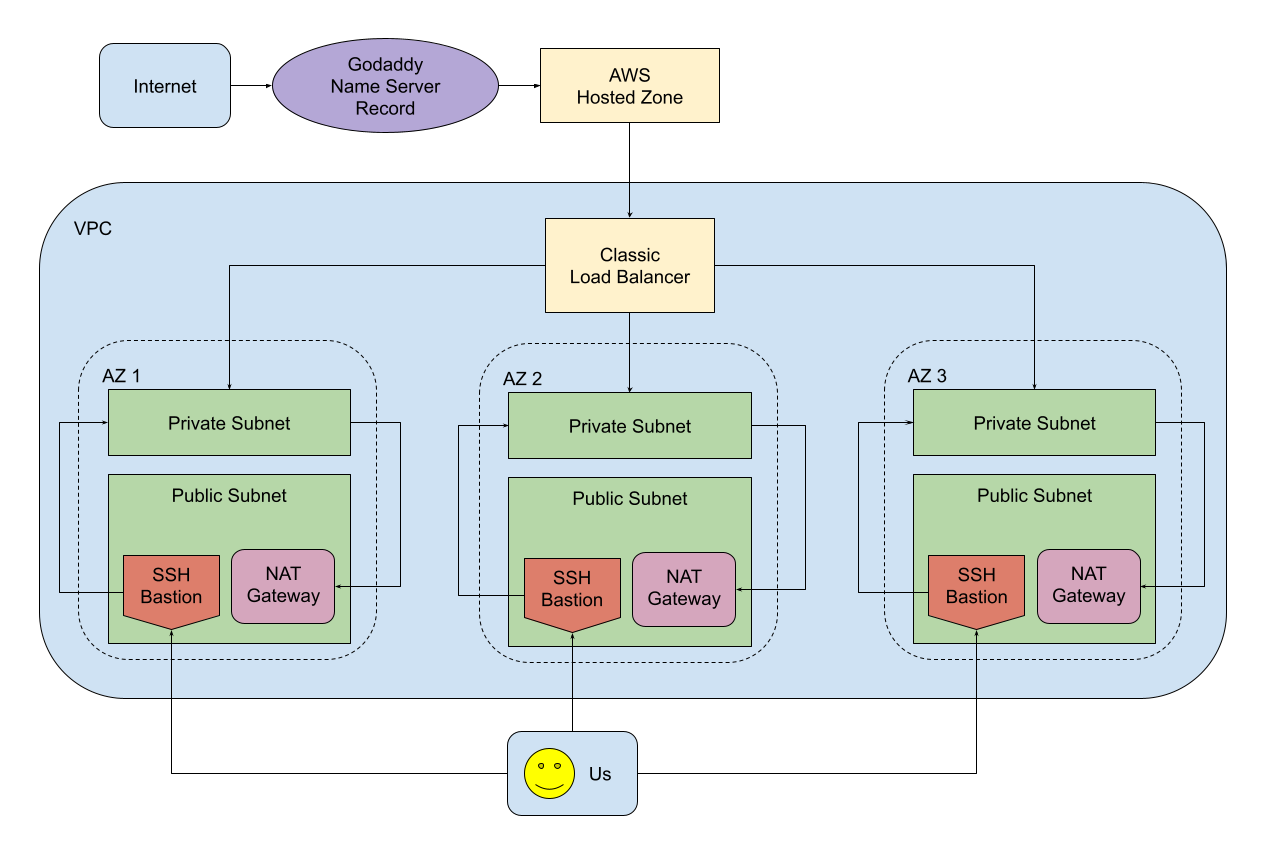 Internet
Godaddy
Name Server
Record
AWS
Hosted Zone
VPC
Classic
Load Balancer
AZ 1
Private Subnet
Public Subnet
SSH
Bastion
NAT
Gateway
AZ 2
Private Subnet
Public Subnet
SSH
Bastion
NAT
Gateway
AZ 3
Private Subnet
Public Subnet
SSH
Bastion
NAT
Gateway
Us